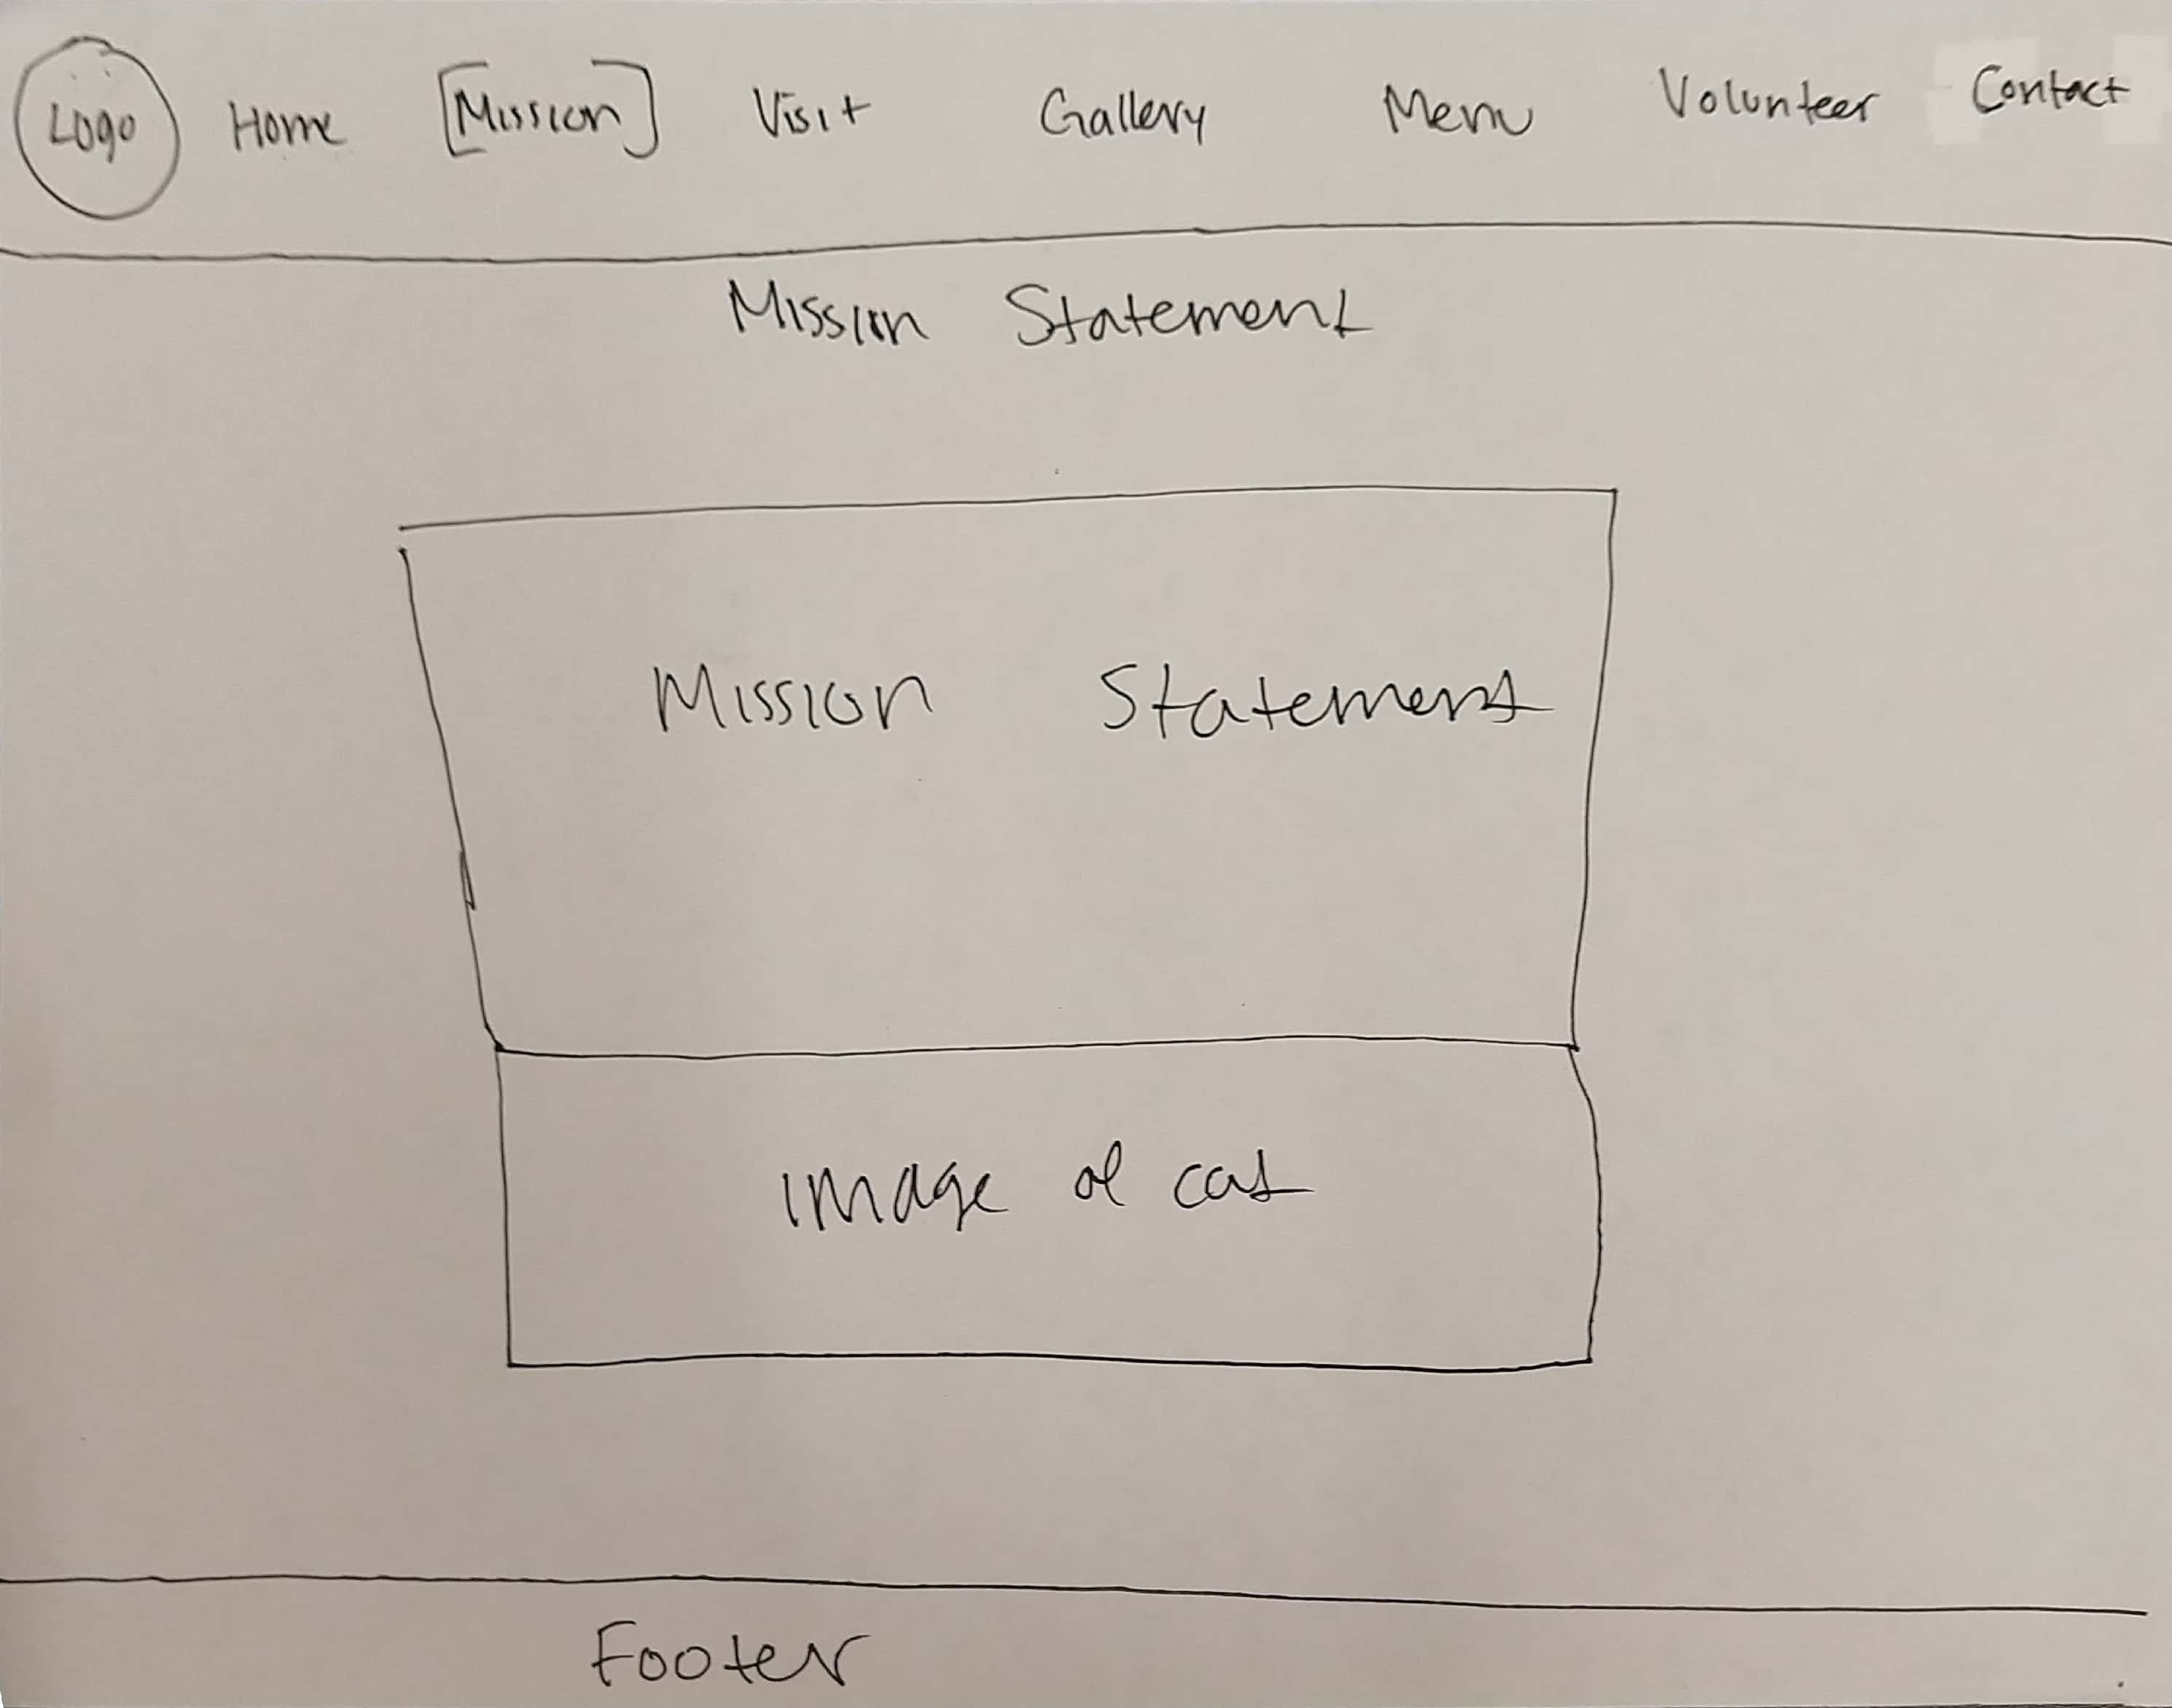 Logo Home [Mission] Visit Gallery Menu Volunteer Contact
Mission Statement
Mission Statement
image of cat
Footer